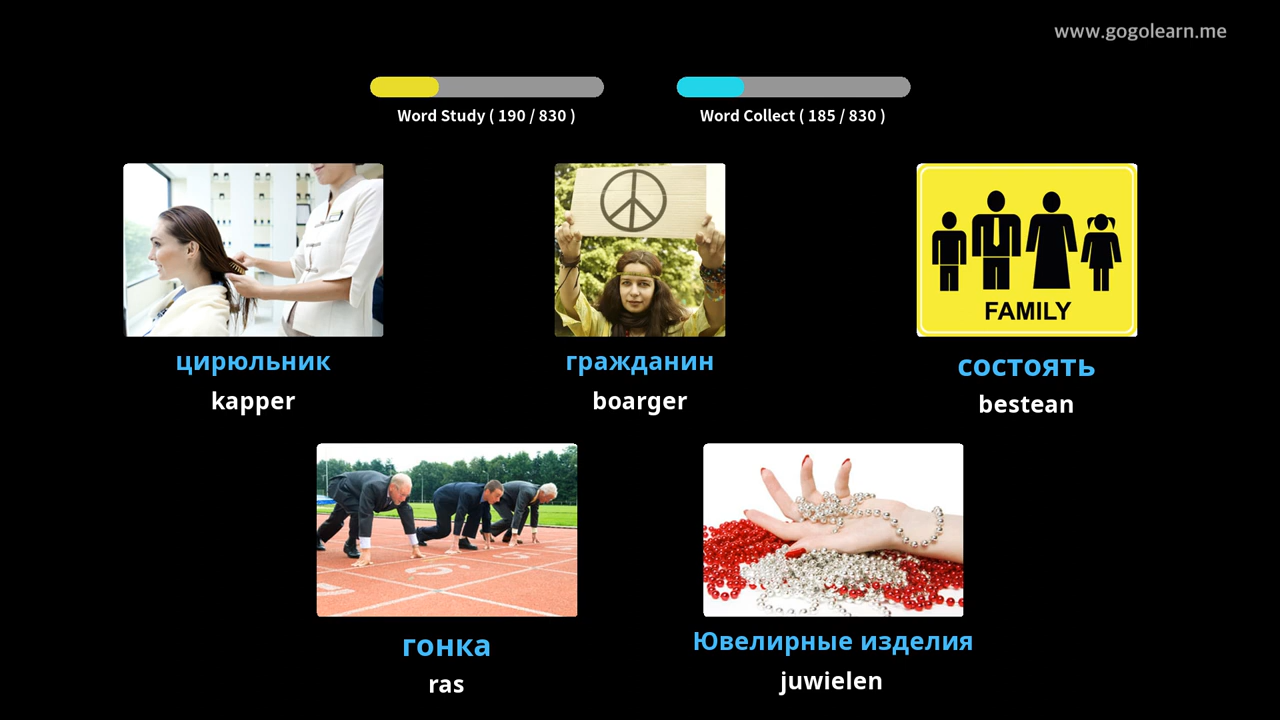 www.gogolearn.me
Word Study ( 190 / 830 )
Word Collect ( 185 / 830 )
FAMILY
цирюльник
гражданин
состоять
kapper
boarger
bestean
гонка
Ювелирные изделия
ras
juwielen